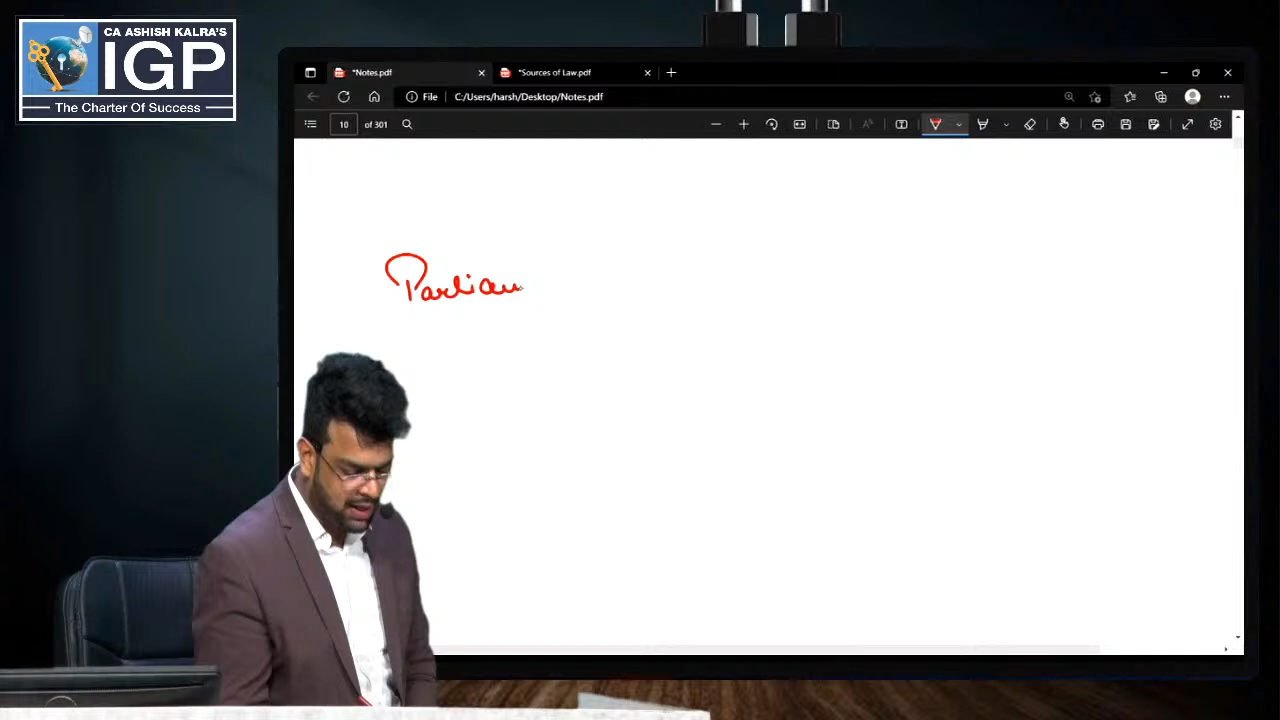 CA ASHISH KALRA'S
IGP
The Charter Of Success
*Notes.pdf
*Sources of Law.pdf
File
C:/Users/harsh/Desktop/Notes.pdf
10 of 301
Parliam